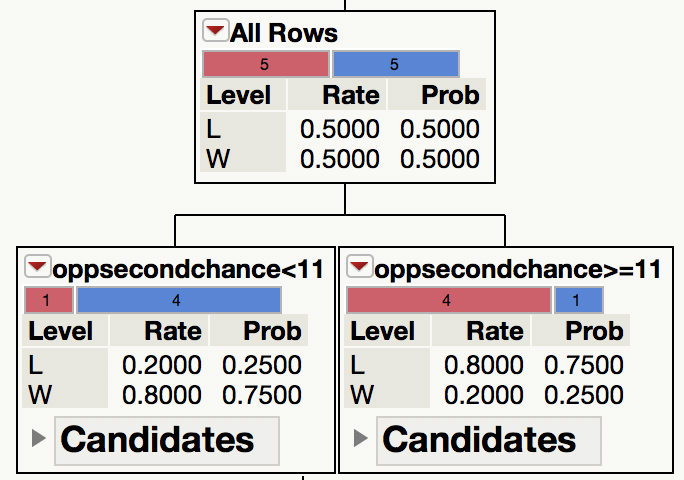 All Rows
5 5
Level Rate Prob
L 0.5000 0.5000
W 0.5000 0.5000
oppsecondchance<11
1 4
Level Rate Prob
L 0.2000 0.2500
W 0.8000 0.7500
Candidates
oppsecondchance>=11
4 1
Level Rate Prob
L 0.8000 0.7500
W 0.2000 0.2500
Candidates